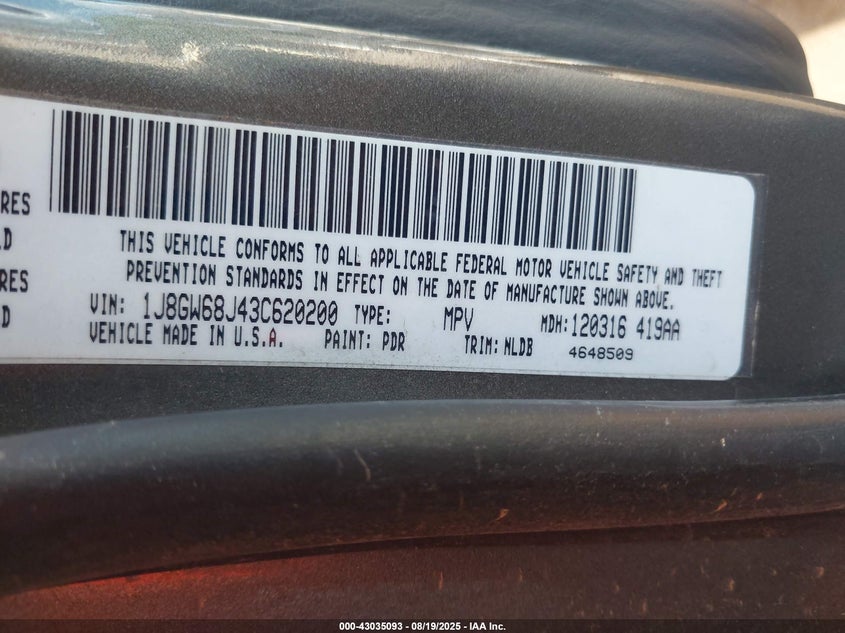 RES
D
RES
D
THIS VEHICLE CONFORMS TO ALL APPLICABLE FEDERAL MOTOR VEHICLE SAFETY AND THEFT
PREVENTION STANDARDS IN EFFECT ON THE DATE OF MANUFACTURE SHOWN ABOVE.
VIN: 1J8GW68J43C620200 TYPE: MPV MDH:120316 419AA
VEHICLE MADE IN U.S.A. PAINT: PDR TRIM: NLDB 4648509
000-43035093 - 08/19/2025 - IAA Inc.